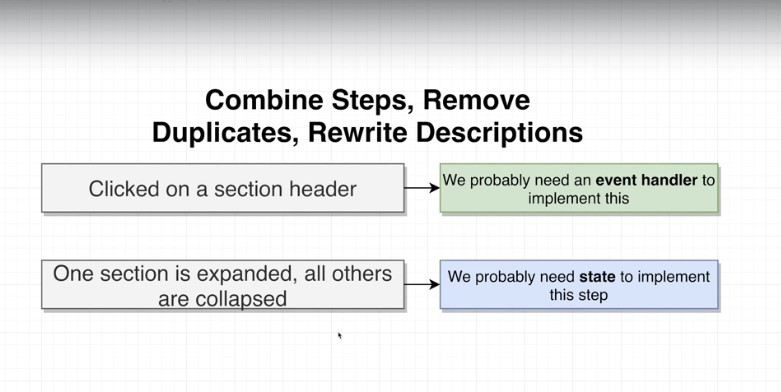 Combine Steps, Remove
Duplicates, Rewrite Descriptions
Clicked on a section header
We probably need an event handler to
implement this
One section is expanded, all others
are collapsed
We probably need state to implement
this step